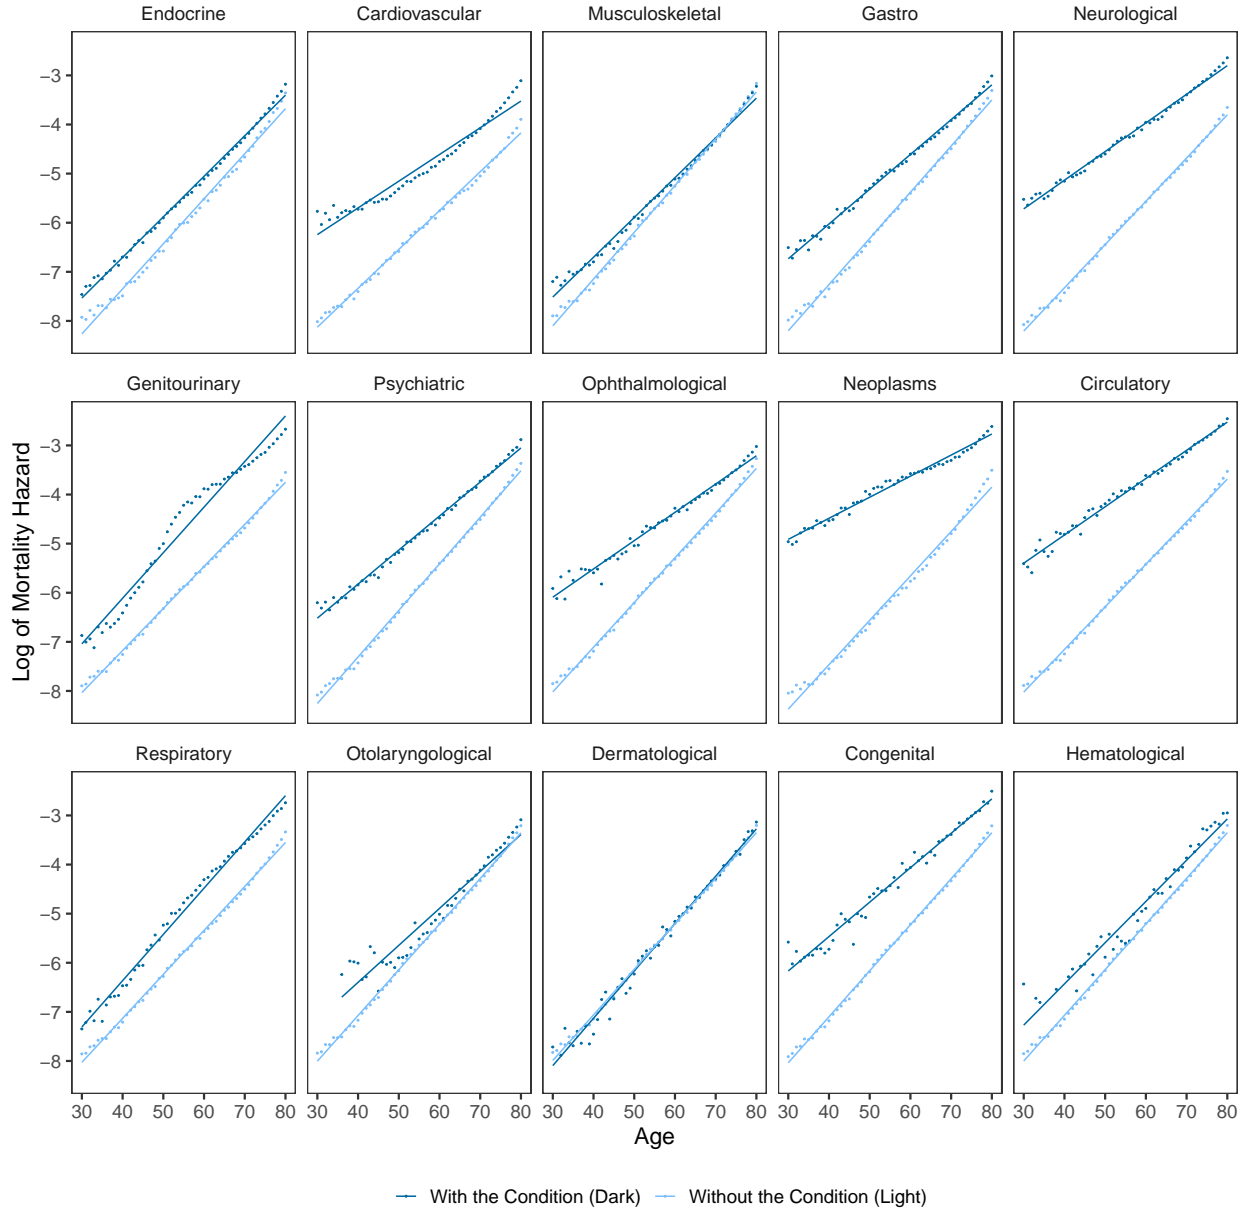 Endocrine Cardiovascular Musculoskeletal Gastro Neurological
−3
−4
−5
−6
−7
−8
Genitourinary Psychiatric Ophthalmological Neoplasms Circulatory
−3
−4
−5
−6
−7
−8
Log of Mortality Hazard
Respiratory Otolaryngological Dermatological Congenital Hematological
−3
−4
−5
−6
−7
−8
30 40 50 60 70 80 30 40 50 60 70 80 30 40 50 60 70 80 30 40 50 60 70 80 30 40 50 60 70 80
Age
With the Condition (Dark) Without the Condition (Light)